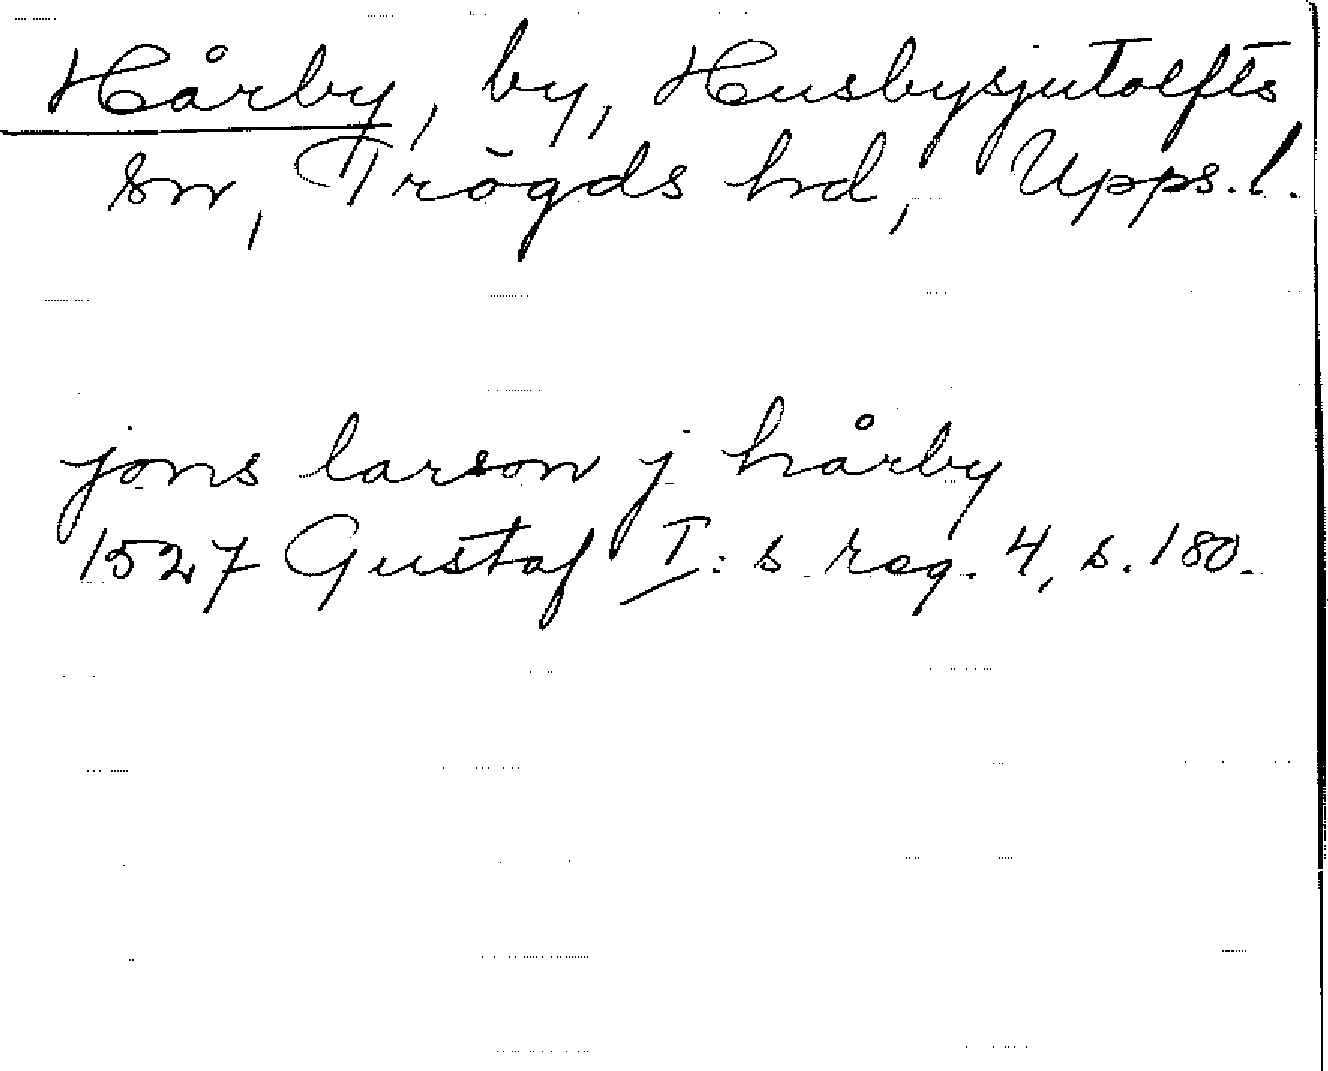 Hårby, by, Husbysjutolfts
sn, Trögds hd, Upps. l.
jons larson j hårby
1527 Gustaf I: s reg. 4, s. 180.